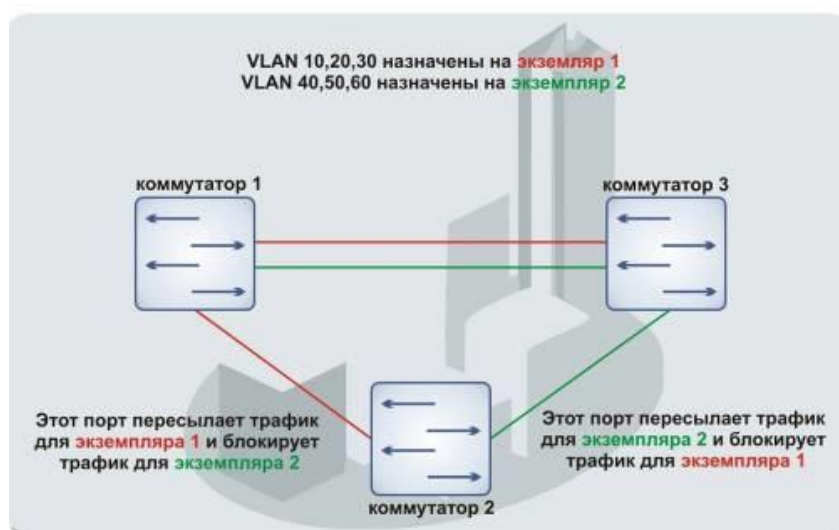 VLAN 10,20,30 назначены на экземляр 1
VLAN 40,50,60 назначены на экземпляр 2
коммутатор 1
коммутатор 3
Этот порт пересылает трафик
для экземпляра 1 и блокирует
трафик для экземпляра 2
Этот порт пересылает трафик
для экземпляра 2 и блокирует
трафик для экземпляра 1
коммутатор 2